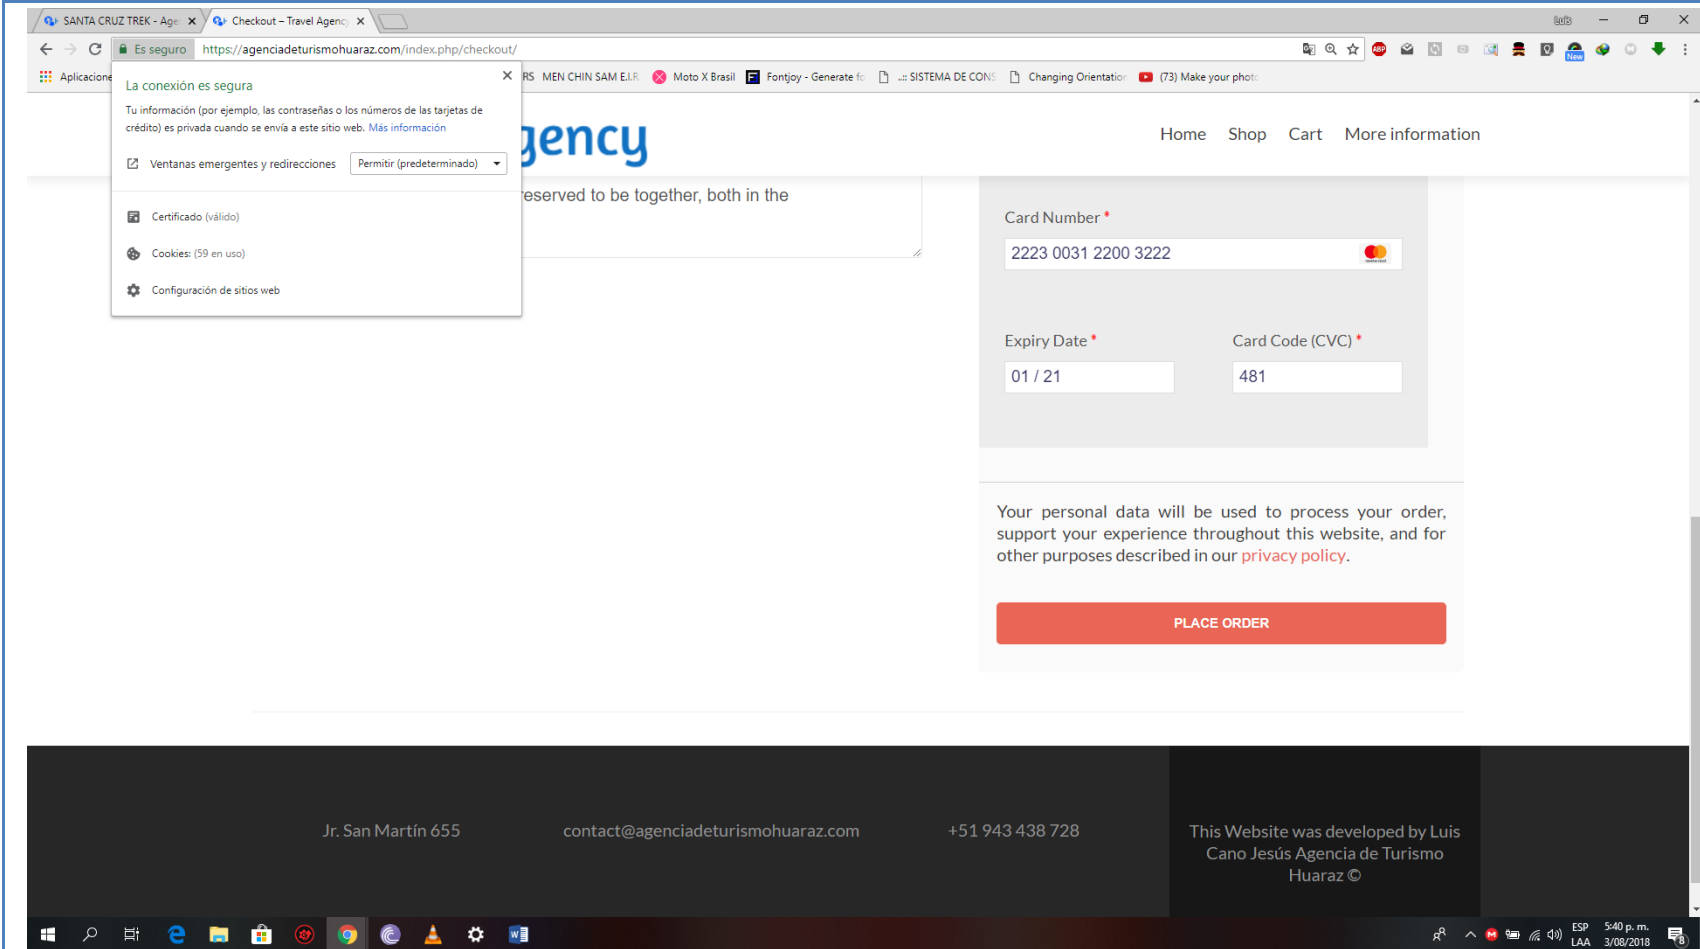 SANTA CRUZ TREK - Age
Checkout – Travel Agency
Luis
Es seguro
https://agenciadeturismohuaraz.com/index.php/checkout/
New
Aplicacione
RS MEN CHIN SAM E.I.R.
Moto X Brasil
Fontjoy - Generate fo
..:: SISTEMA DE CONS
Changing Orientation
(73) Make your photo
La conexión es segura
Tu información (por ejemplo, las contraseñas o los números de las tarjetas de
crédito) es privada cuando se envía a este sitio web. Más información
Ventanas emergentes y redirecciones
Permitir (predeterminado)
Certificado (válido)
Cookies: (59 en uso)
Configuración de sitios web
gency
Home
Shop
Cart
More information
eserved to be together, both in the
Card Number *
2223 0031 2200 3222
Expiry Date *
Card Code (CVC) *
01 / 21
481
Your personal data will be used to process your order,
support your experience throughout this website, and for
other purposes described in our privacy policy.
PLACE ORDER
Jr. San Martín 655
contact@agenciadeturismohuaraz.com
+51 943 438 728
This Website was developed by Luis
Cano Jesús Agencia de Turismo
Huaraz ©
ESP
LAA
5:40 p. m.
3/08/2018
8